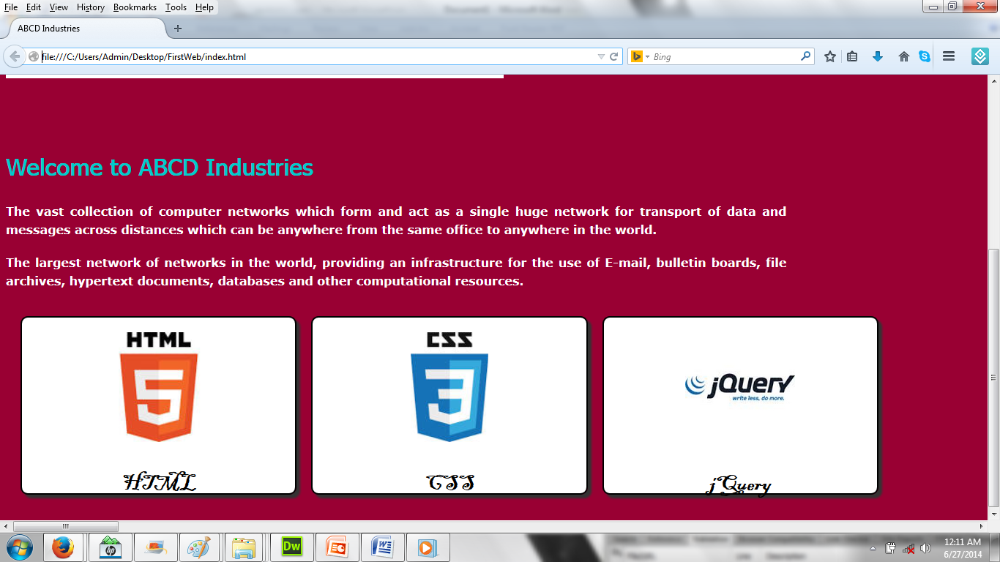 File Edit View History Bookmarks Tools Help
ABCD Industries
file:///C:/Users/Admin/Desktop/FirstWeb/index.html
Bing
Welcome to ABCD Industries
The vast collection of computer networks which form and act as a single huge network for transport of data and
messages across distances which can be anywhere from the same office to anywhere in the world.
The largest network of networks in the world, providing an infrastructure for the use of E-mail, bulletin boards, file
archives, hypertext documents, databases and other computational resources.
HTML
5
CSS
3
jQuery
write less, do more.
HTML
CSS
jQuery
hp
Dw
12:11 AM
6/27/2014